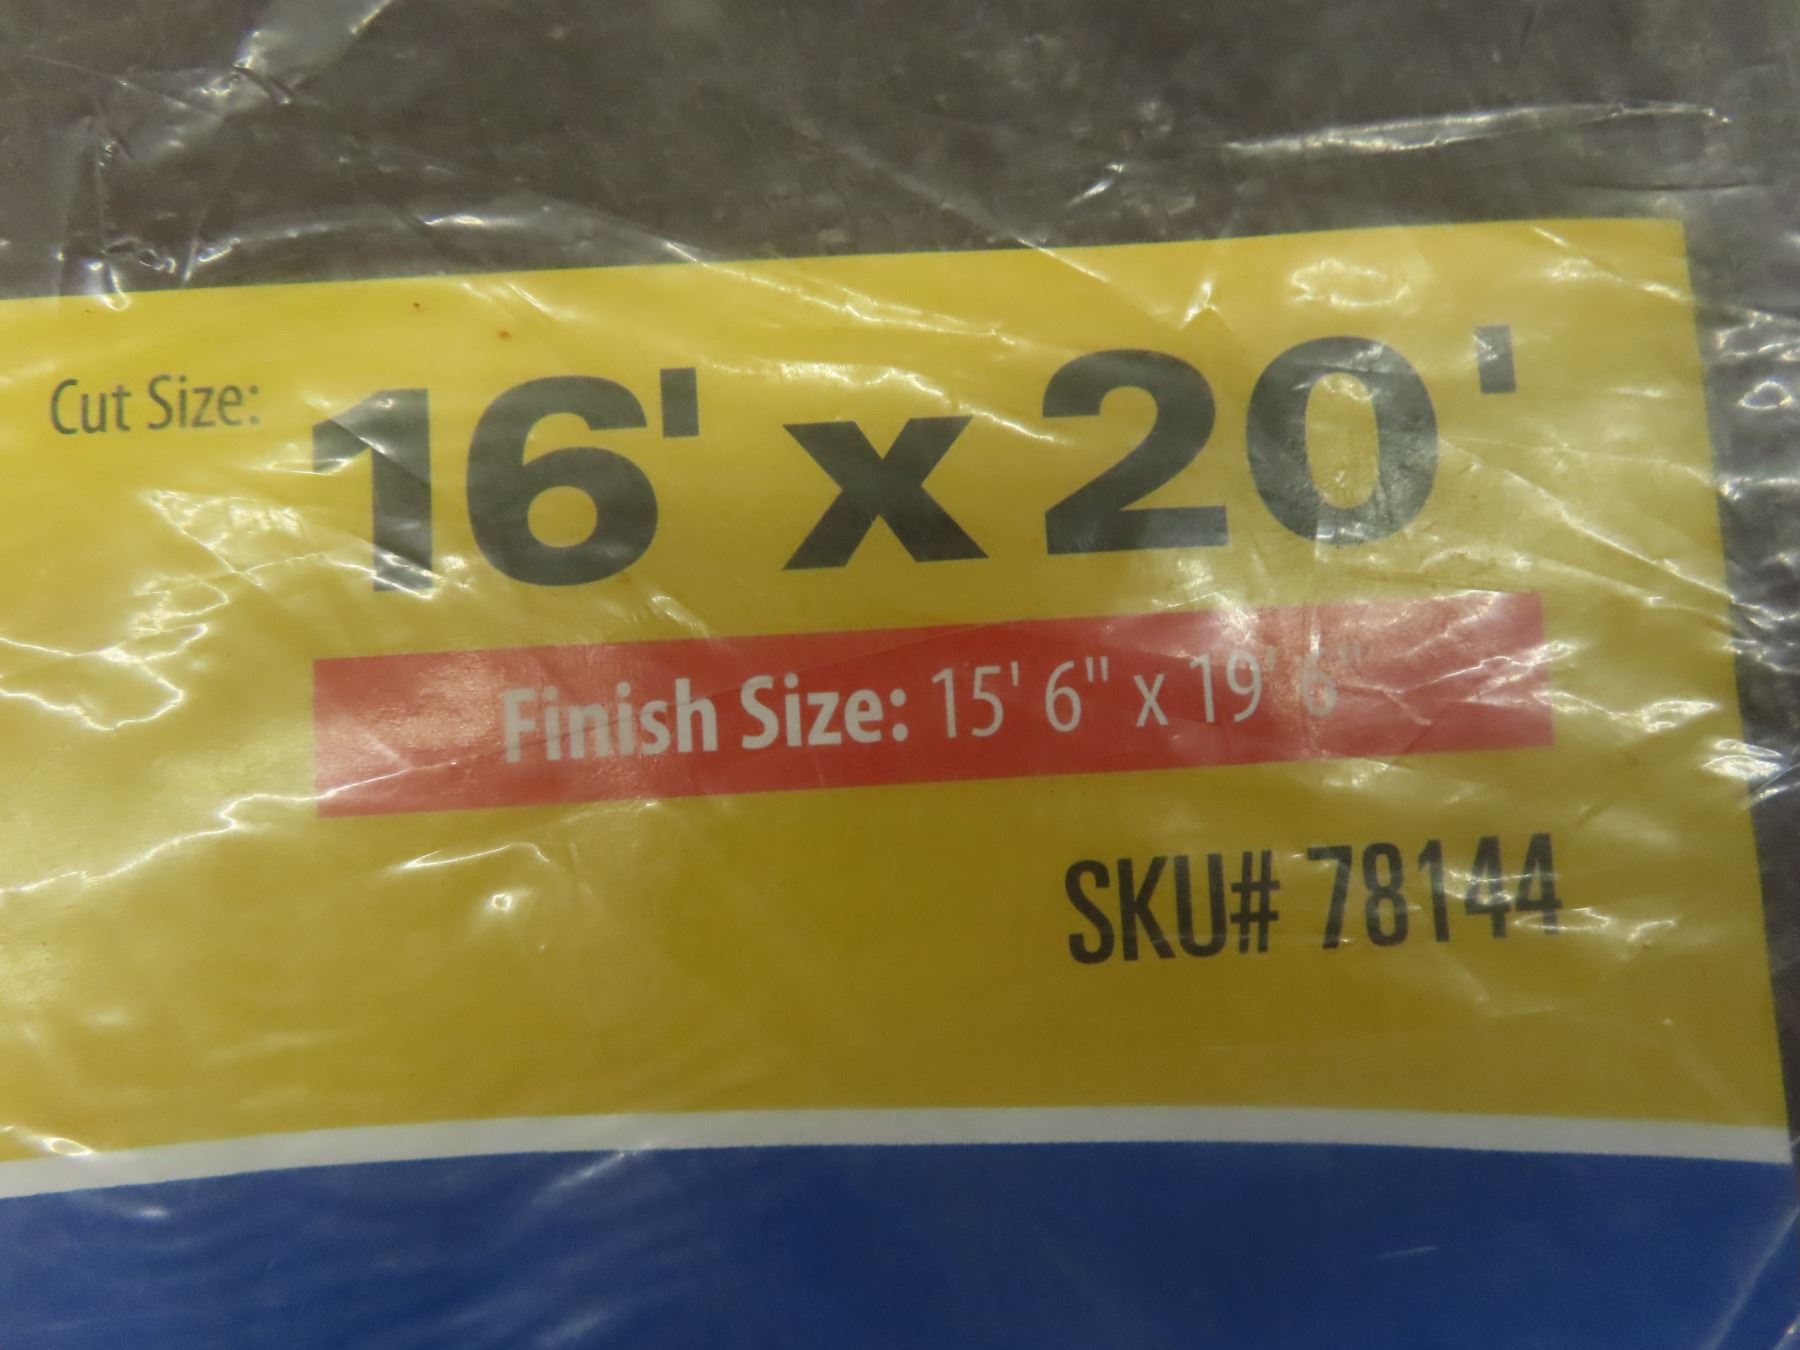 Cut Size: 16' x 20'
Finish Size: 15' 6" x 19' 6"
SKU# 78144